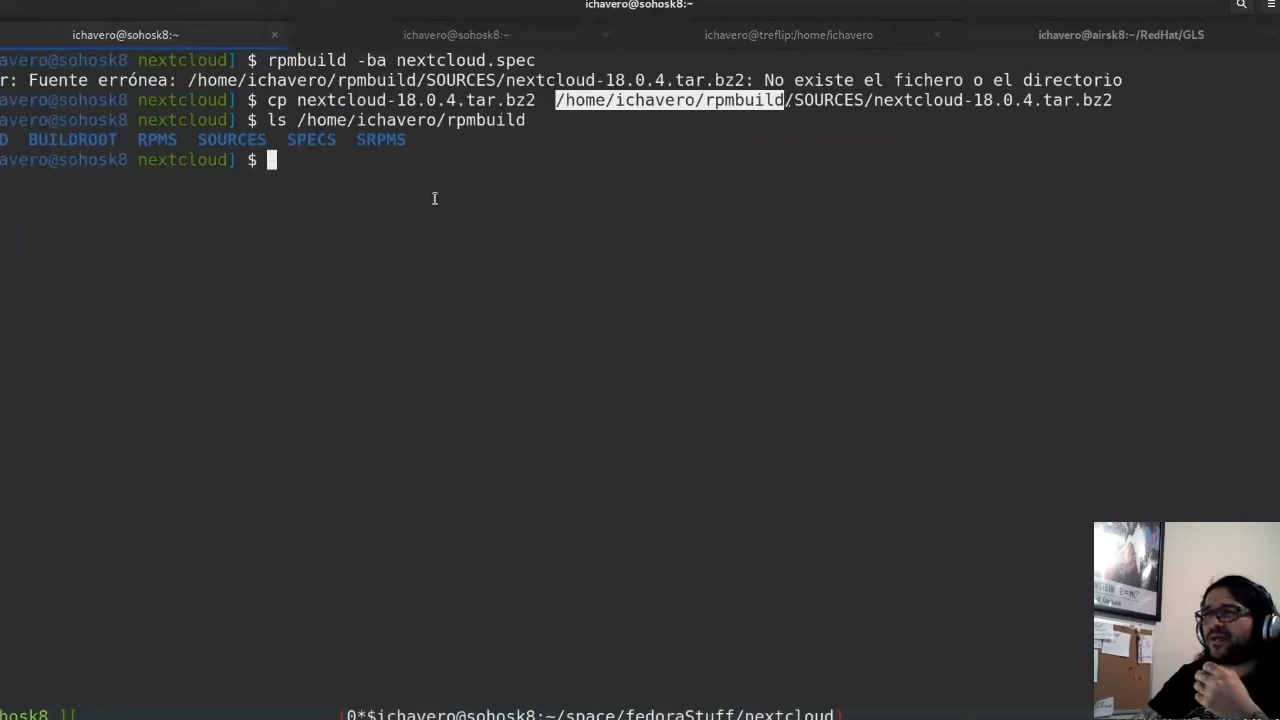 ichavero@sohosk8:~
ichavero@sohosk8:~ × ichavero@sohosk8:~ × ichavero@treflip:/home/ichavero × ichavero@airsk8:~/RedHat/GLS
avero@sohosk8 nextcloud] $ rpmbuild -ba nextcloud.spec
r: Fuente errónea: /home/ichavero/rpmbuild/SOURCES/nextcloud-18.0.4.tar.bz2: No existe el fichero o el directorio
avero@sohosk8 nextcloud] $ cp nextcloud-18.0.4.tar.bz2 /home/ichavero/rpmbuild/SOURCES/nextcloud-18.0.4.tar.bz2
avero@sohosk8 nextcloud] $ ls /home/ichavero/rpmbuild
D BUILDROOT RPMS SOURCES SPECS SRPMS
avero@sohosk8 nextcloud] $
E=MC²
hosk8 ][ (0*$ichavero@sohosk8:~/space/fedoraStuff/nextcloud)